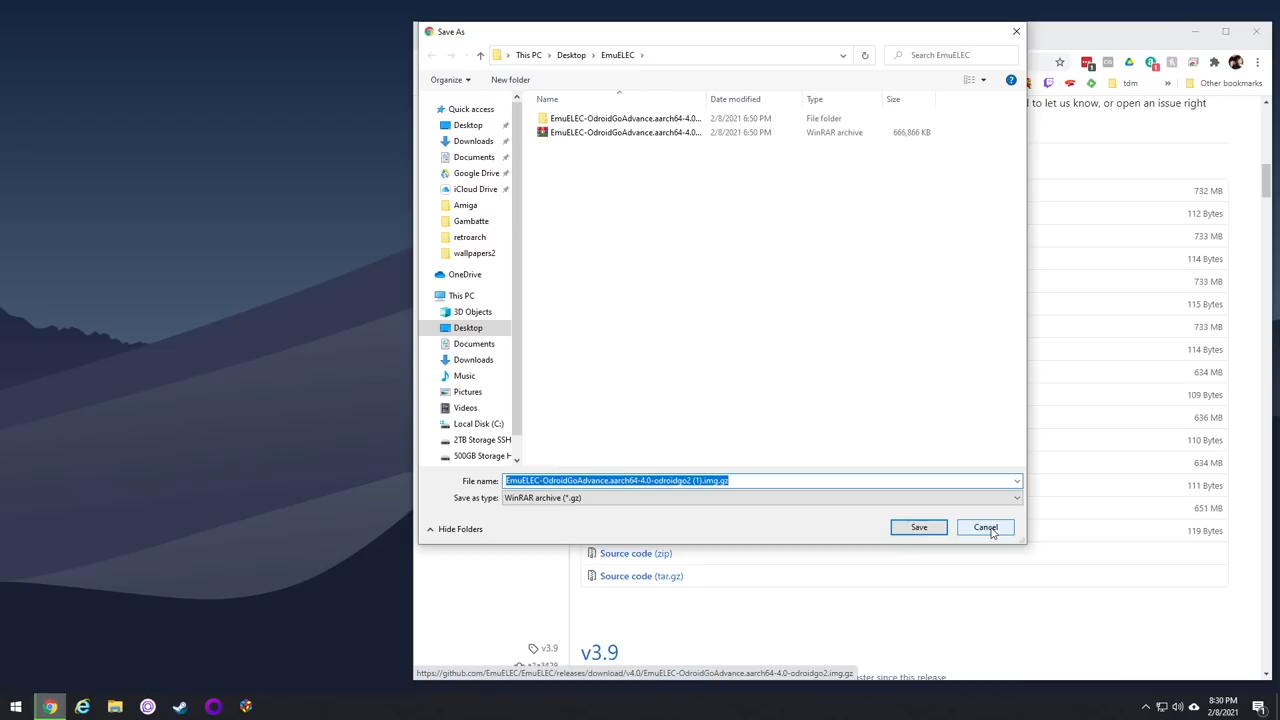 Save As
This PC > Desktop > EmuELEC >
Search EmuELEC
Organize
New folder
tdm
Other bookmarks
d to let us know, or open an issue right
Name
Date modified
Type
Size
EmuELEC-OdroidGoAdvance.aarch64-4.0...
2/8/2021 6:50 PM
File folder
EmuELEC-OdroidGoAdvance.aarch64-4.0...
2/8/2021 6:50 PM
WinRAR archive
666,866 KB
Quick access
Desktop
Downloads
Documents
Google Drive
iCloud Drive
Amiga
Gambatte
retroarch
wallpapers2
OneDrive
This PC
3D Objects
Desktop
Documents
Downloads
Music
Pictures
Videos
Local Disk (C:)
2TB Storage SSH
500GB Storage H
732 MB
112 Bytes
733 MB
114 Bytes
733 MB
115 Bytes
733 MB
114 Bytes
634 MB
109 Bytes
636 MB
110 Bytes
634 MB
111 Bytes
651 MB
119 Bytes
File name:
EmuELEC-OdroidGoAdvance.aarch64-4.0-odroidgo2 (1).img.gz
Save as type:
WinRAR archive (*.gz)
Hide Folders
Save
Cancel
Source code (zip)
Source code (tar.gz)
v3.9
v3.9
https://github.com/EmuELEC/EmuELEC/releases/download/v4.0/EmuELEC-OdroidGoAdvance.aarch64-4.0-odroidgo2.img.gz
ster since this release
8:30 PM
2/8/2021